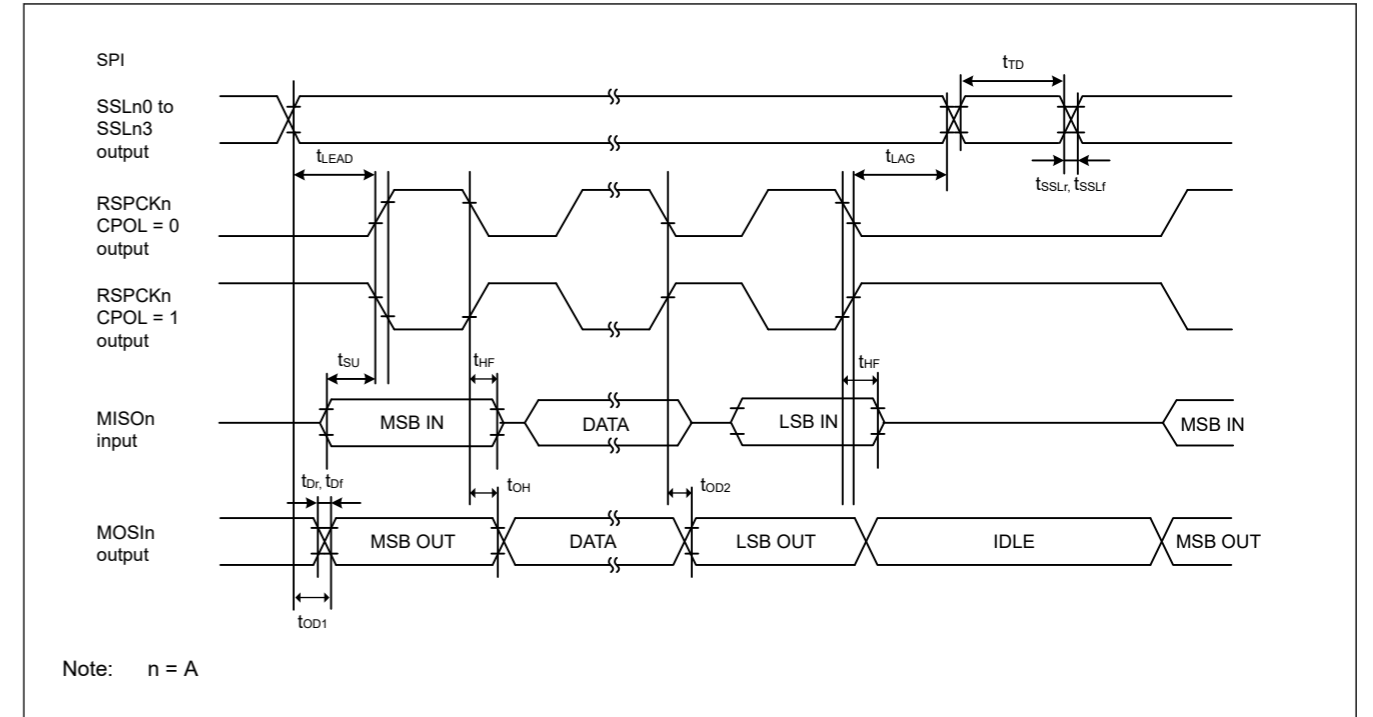 SPI
tTD
SSLn0 to
SSLn3
output
tLEAD
tLAG
tSSLr, tSSLf
RSPCKn
CPOL = 0
output
RSPCKn
CPOL = 1
output
tSU
tHF
tHF
MISOn
input
MSB IN
DATA
LSB IN
MSB IN
tDr, tDf
tOH
tOD2
MOSIn
output
MSB OUT
DATA
LSB OUT
IDLE
MSB OUT
tOD1
Note: n = A